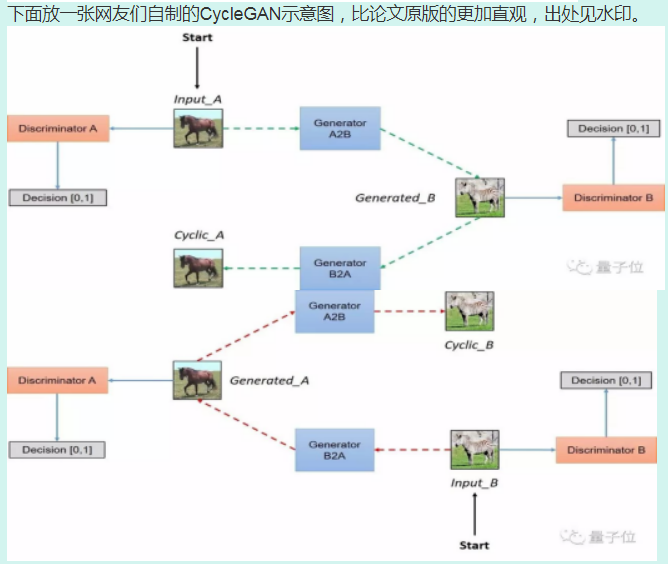 下面放一张网友们自制的CycleGAN示意图，比论文原版的更加直观，出处见水印。
Start
Input_A
Discriminator A
Generator
A2B
Decision [0,1]
Decision [0,1]
Generated_B
Discriminator B
Cyclic_A
Generator
B2A
量子位
Generator
A2B
Cyclic_B
Discriminator A
Generated_A
Decision [0,1]
Decision [0,1]
Generator
B2A
Discriminator B
Input_B
量子位
Start